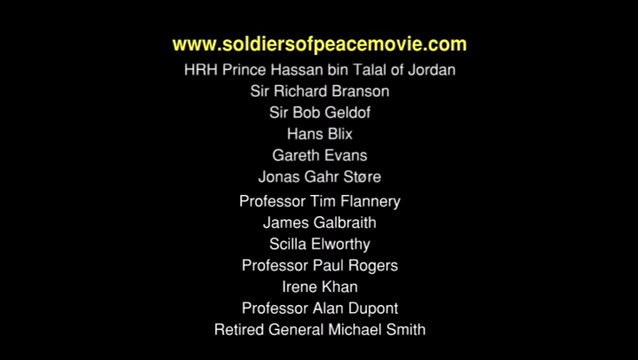 www.soldiersofpeacemovie.com
HRH Prince Hassan bin Talal of Jordan
Sir Richard Branson
Sir Bob Geldof
Hans Blix
Gareth Evans
Jonas Gahr Støre
Professor Tim Flannery
James Galbraith
Scilla Elworthy
Professor Paul Rogers
Irene Khan
Professor Alan Dupont
Retired General Michael Smith